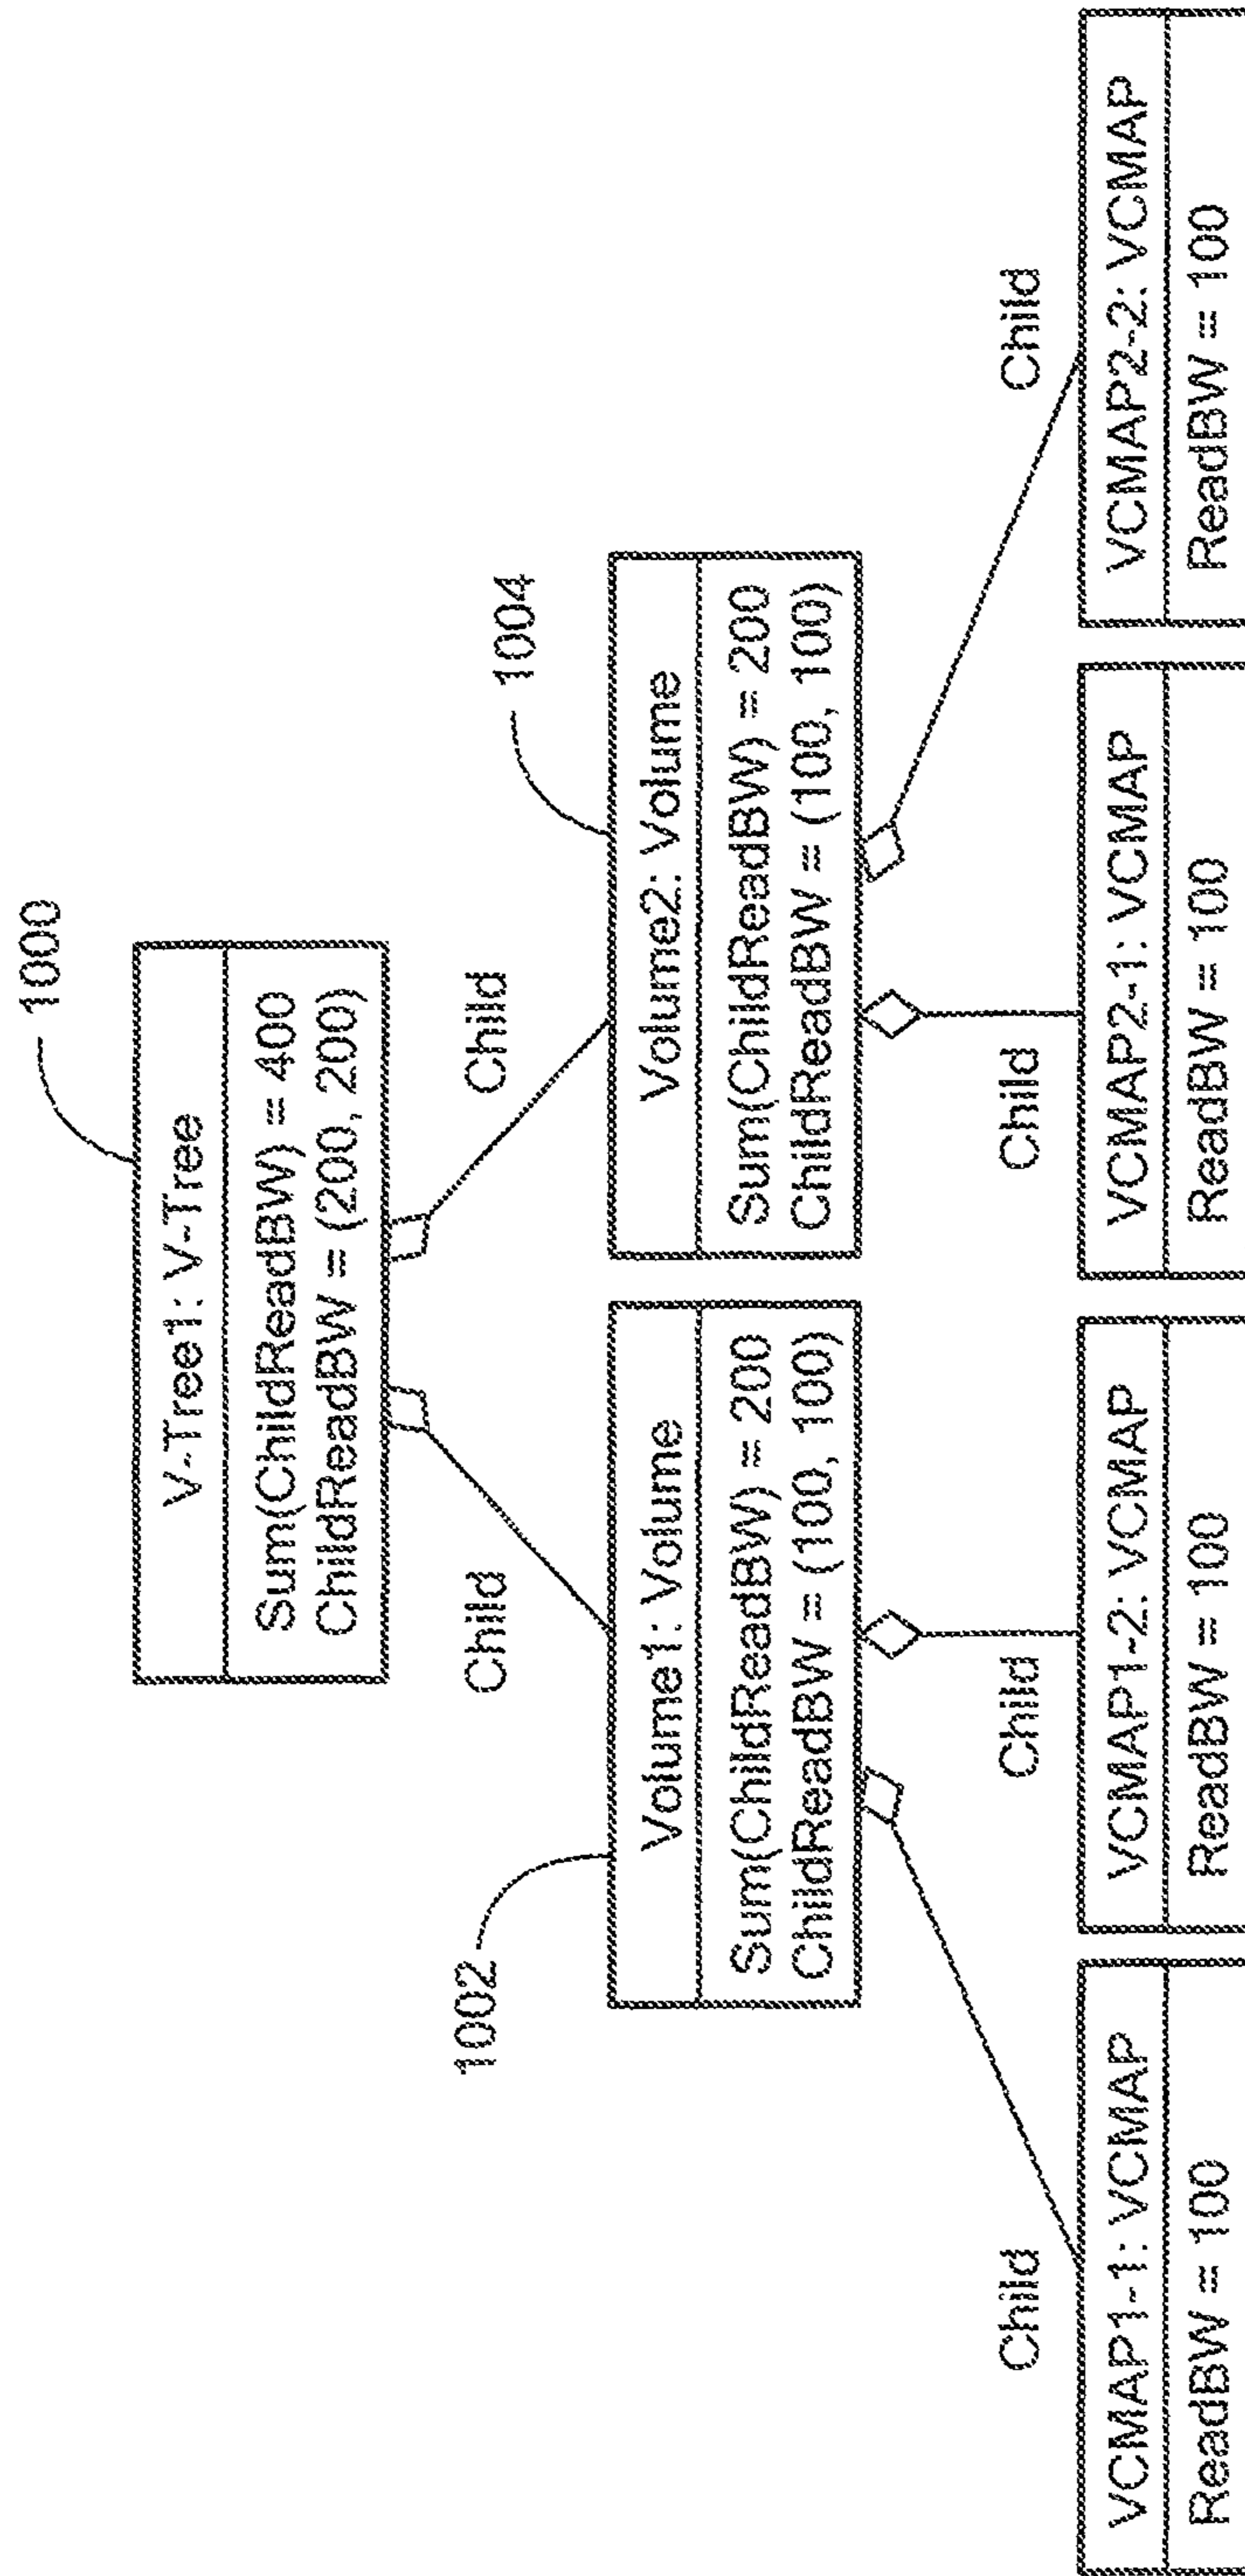 1000
V-Tree1: V-Tree
Sum(ChildReadBW) = 400
ChildReadBW = (200, 200)
Child
Child
1002
Volume1: Volume
Sum(ChildReadBW) = 200
ChildReadBW = (100, 100)
1004
Volume2: Volume
Sum(ChildReadBW) = 200
ChildReadBW = (100, 100)
Child
Child
Child
Child
VCMAP1-1: VCMAP
ReadBW = 100
VCMAP1-2: VCMAP
ReadBW = 100
VCMAP2-1: VCMAP
ReadBW = 100
VCMAP2-2: VCMAP
ReadBW = 100